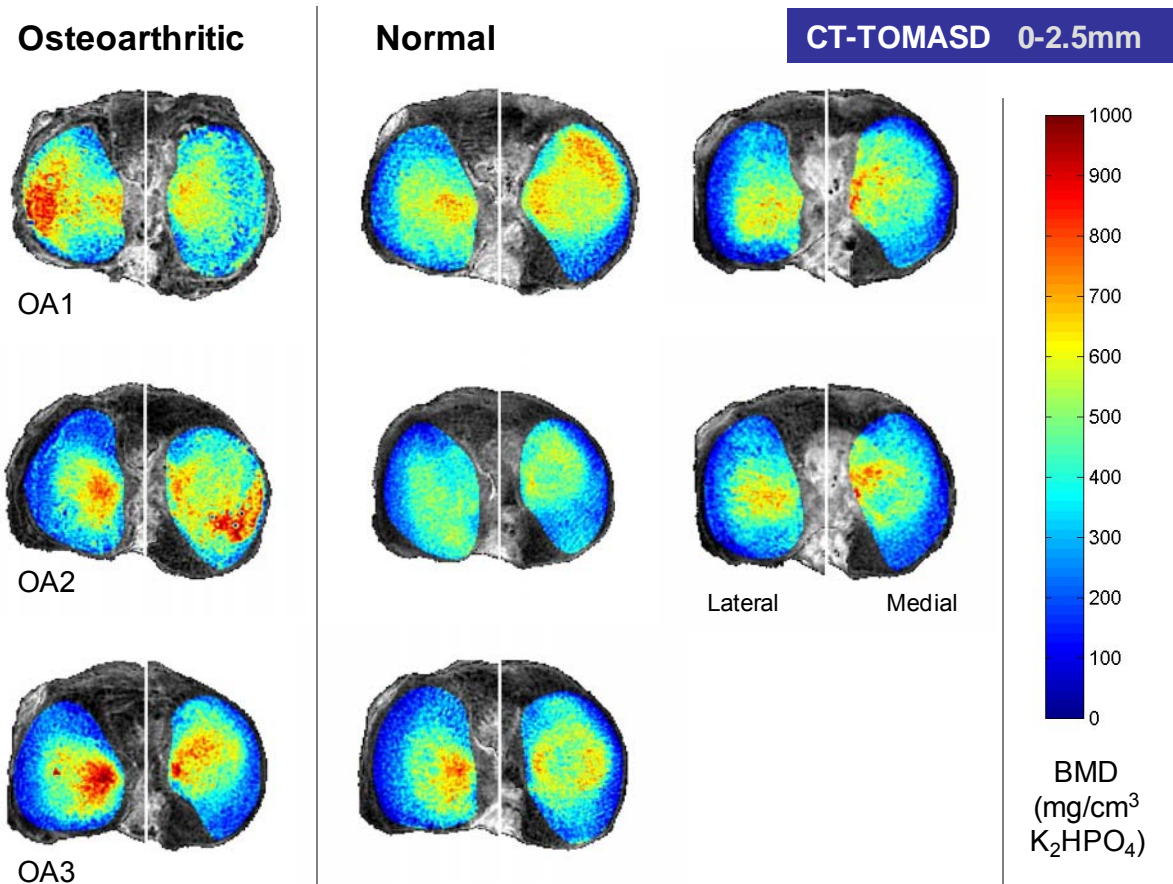 Osteoarthritic
Normal
CT-TOMASD 0-2.5mm
OA1
OA2
OA3
Lateral
Medial
1000
900
800
700
600
500
400
300
200
100
0
BMD
(mg/cm³
K₂HPO₄)